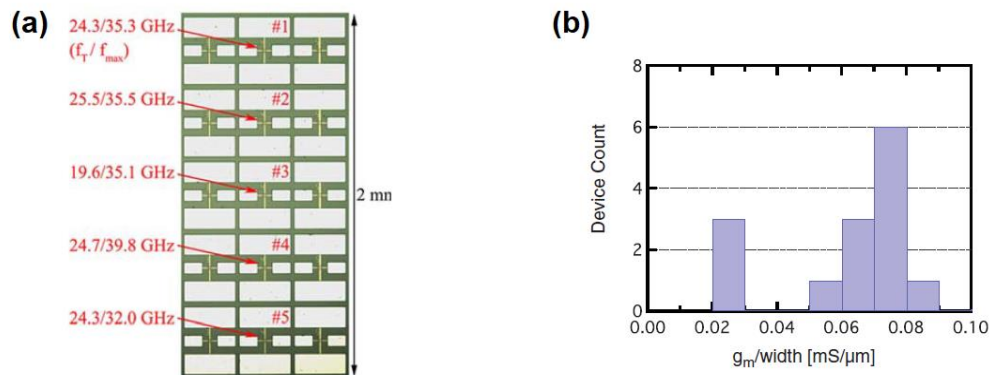 (a)
24.3/35.3 GHz
(fT / fmax)
#1
25.5/35.5 GHz
#2
19.6/35.1 GHz
#3
2 mm
24.7/39.8 GHz
#4
24.3/32.0 GHz
#5
(b)
8
6
4
2
0
Device Count
0.00 0.02 0.04 0.06 0.08 0.10
gm/width [mS/µm]